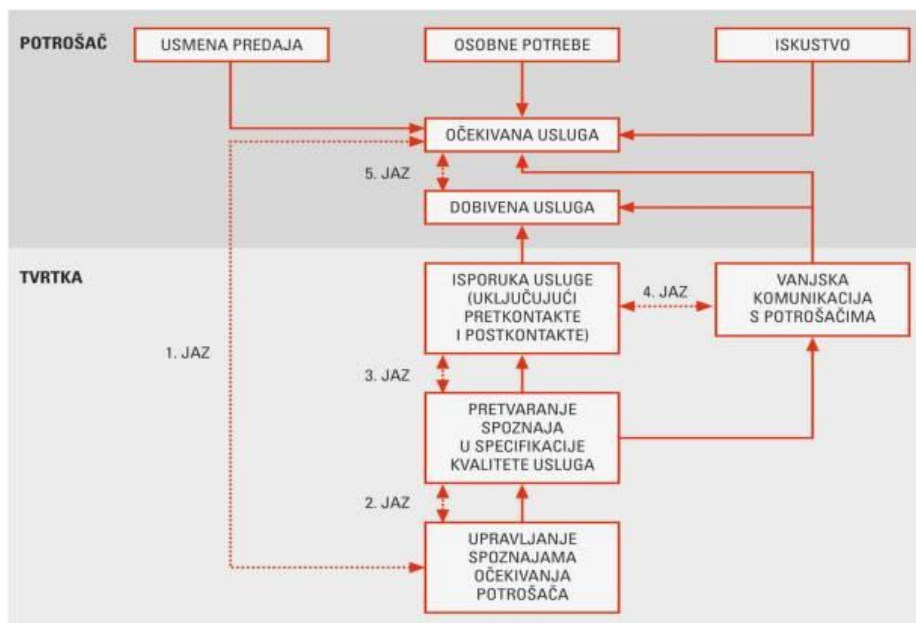 POTROŠAČ
USMENA PREDAJA
OSOBNE POTREBE
ISKUSTVO
OČEKIVANA USLUGA
5. JAZ
DOBIVENA USLUGA
TVRTKA
ISPORUKA USLUGE
(UKLJUČUJUĆI
PRETKONTAKTE
I POSTKONTAKTE)
4. JAZ
VANJSKA
KOMUNIKACIJA
S POTROŠAČIMA
1. JAZ
3. JAZ
PRETVARANJE
SPOZNAJA
U SPECIFIKACIJE
KVALITETE USLUGA
2. JAZ
UPRAVLJANJE
SPOZNAJAMA
OČEKIVANJA
POTROŠAČA